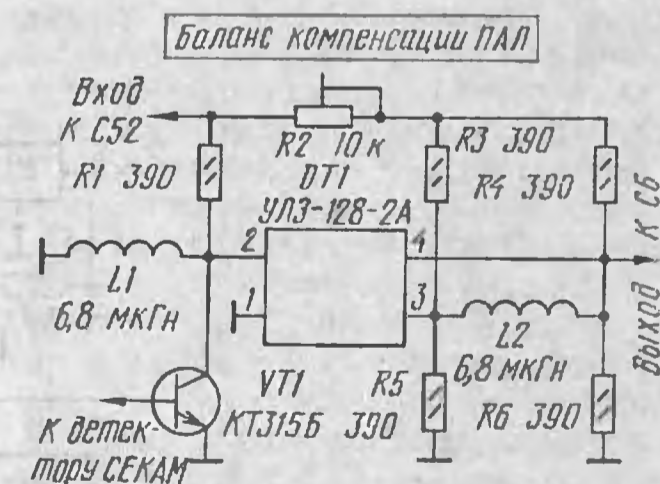 Баланс компенсации ПАЛ
Вход
К С52
R2 10 к
R1 390
R3 390
R4 390
DT1
УЛЗ-128-2А
2
4
1
3
L1
6,8 мкГн
L2
6,8 мкГн
Выход К С6
VT1
КТ315Б
R5
390
R6 390
К детек-
тору СЕКАМ